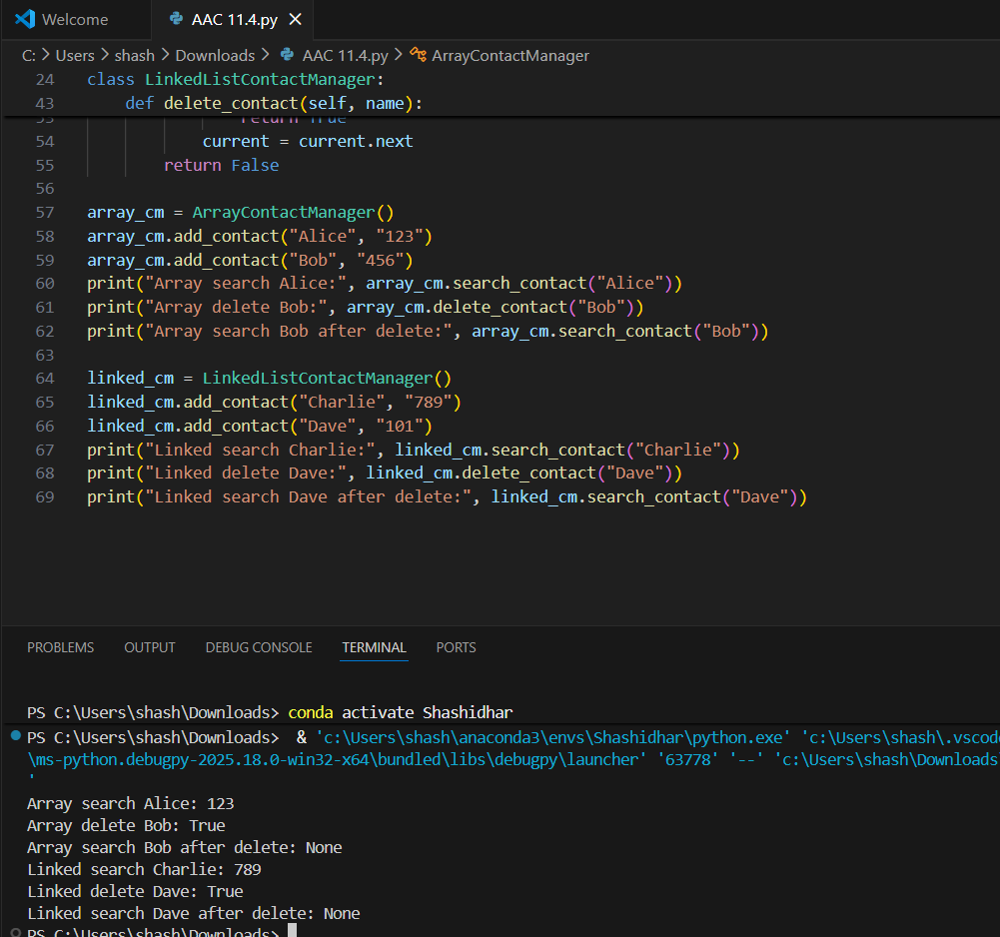 Welcome
AAC 11.4.py
C: > Users > shash > Downloads > AAC 11.4.py > ArrayContactManager
24 class LinkedListContactManager:
43 def delete_contact(self, name):
53 return True
54 current = current.next
55 return False
56
57 array_cm = ArrayContactManager()
58 array_cm.add_contact("Alice", "123")
59 array_cm.add_contact("Bob", "456")
60 print("Array search Alice:", array_cm.search_contact("Alice"))
61 print("Array delete Bob:", array_cm.delete_contact("Bob"))
62 print("Array search Bob after delete:", array_cm.search_contact("Bob"))
63
64 linked_cm = LinkedListContactManager()
65 linked_cm.add_contact("Charlie", "789")
66 linked_cm.add_contact("Dave", "101")
67 print("Linked search Charlie:", linked_cm.search_contact("Charlie"))
68 print("Linked delete Dave:", linked_cm.delete_contact("Dave"))
69 print("Linked search Dave after delete:", linked_cm.search_contact("Dave"))
PROBLEMS OUTPUT DEBUG CONSOLE TERMINAL PORTS
PS C:\Users\shash\Downloads> conda activate Shashidhar
PS C:\Users\shash\Downloads> & 'c:\Users\shash\anaconda3\envs\Shashidhar\python.exe' 'c:\Users\shash\.vscode
\ms-python.debugpy-2025.18.0-win32-x64\bundled\libs\debugpy\launcher' '63778' '--' 'c:\Users\shash\Downloads
'
Array search Alice: 123
Array delete Bob: True
Array search Bob after delete: None
Linked search Charlie: 789
Linked delete Dave: True
Linked search Dave after delete: None
PS C:\Users\shash\Downloads>